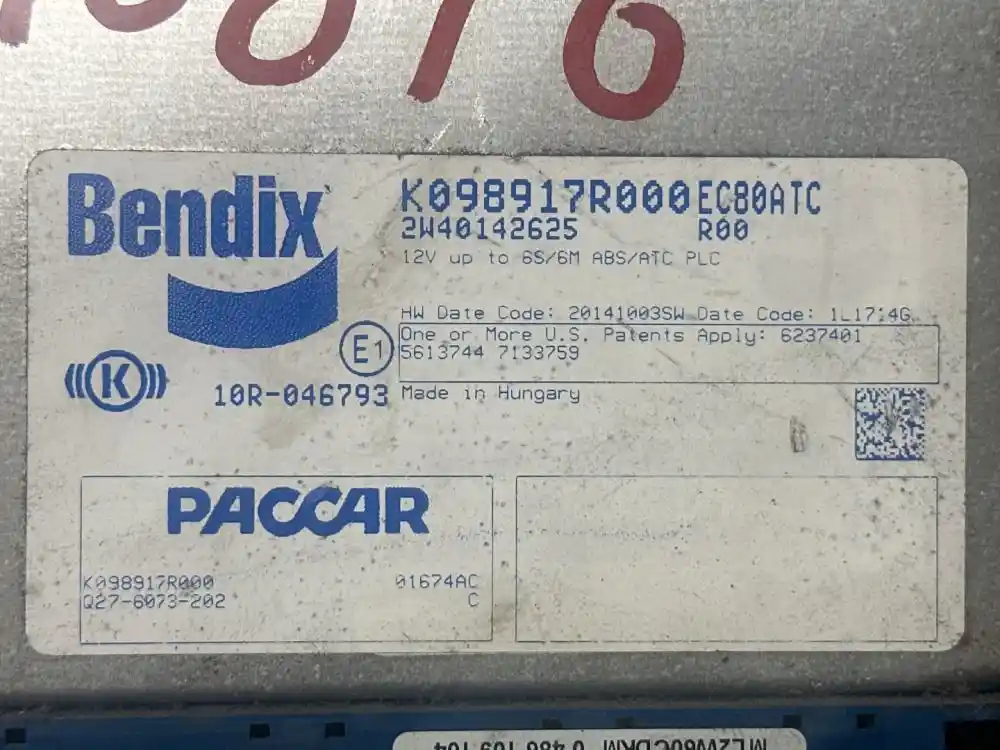 Bendix
K098917R000 EC80ATC
2W40142625 R00
12V up to 6S/6M ABS/ATC PLC
HW Date Code: 20141003SW Date Code: 1L1714G
One or More U.S. Patents Apply: 6237401
5613744 7133759
E1
K
10R-046793
Made in Hungary
PACCAR
K098917R000 01674AC
Q27-6073-202 C